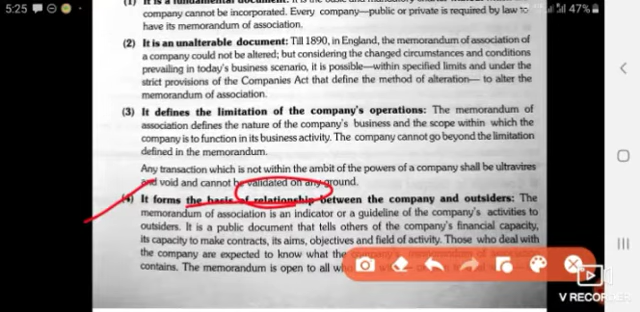 5:25 47%
(1) It is a fundamental document:
company cannot be incorporated. Every company—public or private is required by law to
have its memorandum of association.
(2) It is an unalterable document: Till 1890, in England, the memorandum of association of
a company could not be altered; but considering the changed circumstances and conditions
prevailing in today's business scenario, it is possible—within specified limits and under the
strict provisions of the Companies Act that define the method of alteration— to alter the
memorandum of association.
(3) It defines the limitation of the company's operations: The memorandum of
association defines the nature of the company's business and the scope within which the
company is to function in its business activity. The company cannot go beyond the limitation
defined in the memorandum.
Any transaction which is not within the ambit of the powers of a company shall be ultravires
and void and cannot be validated on any ground.
(4) It forms the basis of relationship between the company and outsiders: The
memorandum of association is an indicator or a guideline of the company's activities to
outsiders. It is a public document that tells others of the company's financial capacity,
its capacity to make contracts, its aims, objectives and field of activity. Those who deal with
the company are expected to know what the
contains. The memorandum is open to all
V RECORDER